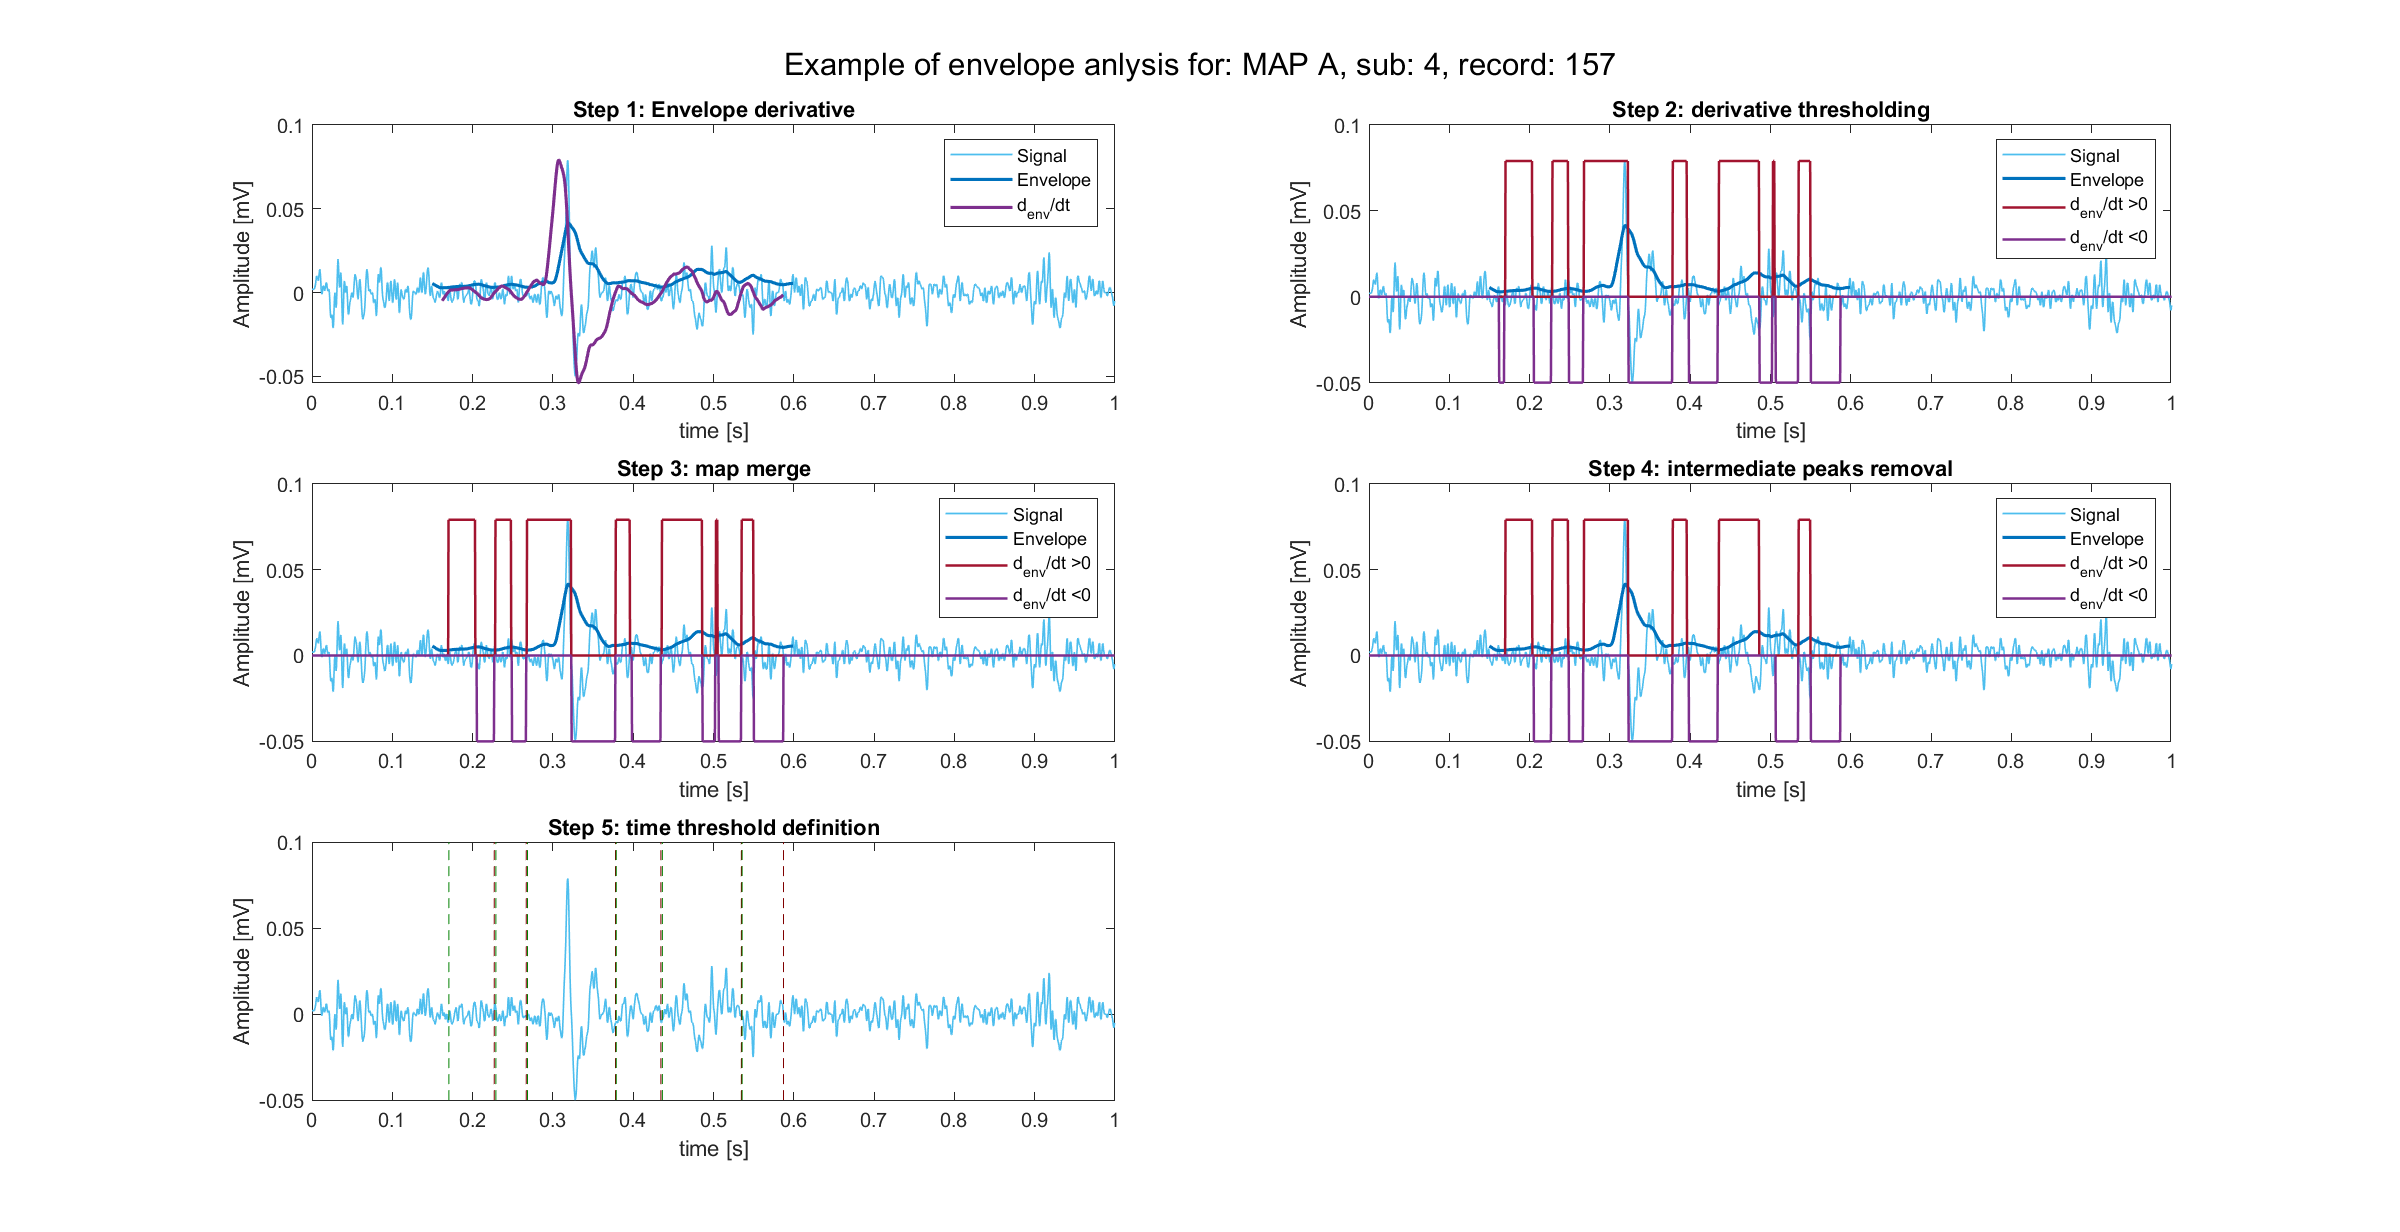 Example of envelope anlysis for: MAP A, sub: 4, record: 157
Step 1: Envelope derivative
0.1
0.05
0
-0.05
Amplitude [mV]
0 0.1 0.2 0.3 0.4 0.5 0.6 0.7 0.8 0.9 1
time [s]
Signal
Envelope
d_env/dt
Step 2: derivative thresholding
0.1
0.05
0
-0.05
Amplitude [mV]
0 0.1 0.2 0.3 0.4 0.5 0.6 0.7 0.8 0.9 1
time [s]
Signal
Envelope
d_env/dt >0
d_env/dt <0
Step 3: map merge
0.1
0.05
0
-0.05
Amplitude [mV]
0 0.1 0.2 0.3 0.4 0.5 0.6 0.7 0.8 0.9 1
time [s]
Signal
Envelope
d_env/dt >0
d_env/dt <0
Step 4: intermediate peaks removal
0.1
0.05
0
-0.05
Amplitude [mV]
0 0.1 0.2 0.3 0.4 0.5 0.6 0.7 0.8 0.9 1
time [s]
Signal
Envelope
d_env/dt >0
d_env/dt <0
Step 5: time threshold definition
0.1
0.05
0
-0.05
Amplitude [mV]
0 0.1 0.2 0.3 0.4 0.5 0.6 0.7 0.8 0.9 1
time [s]